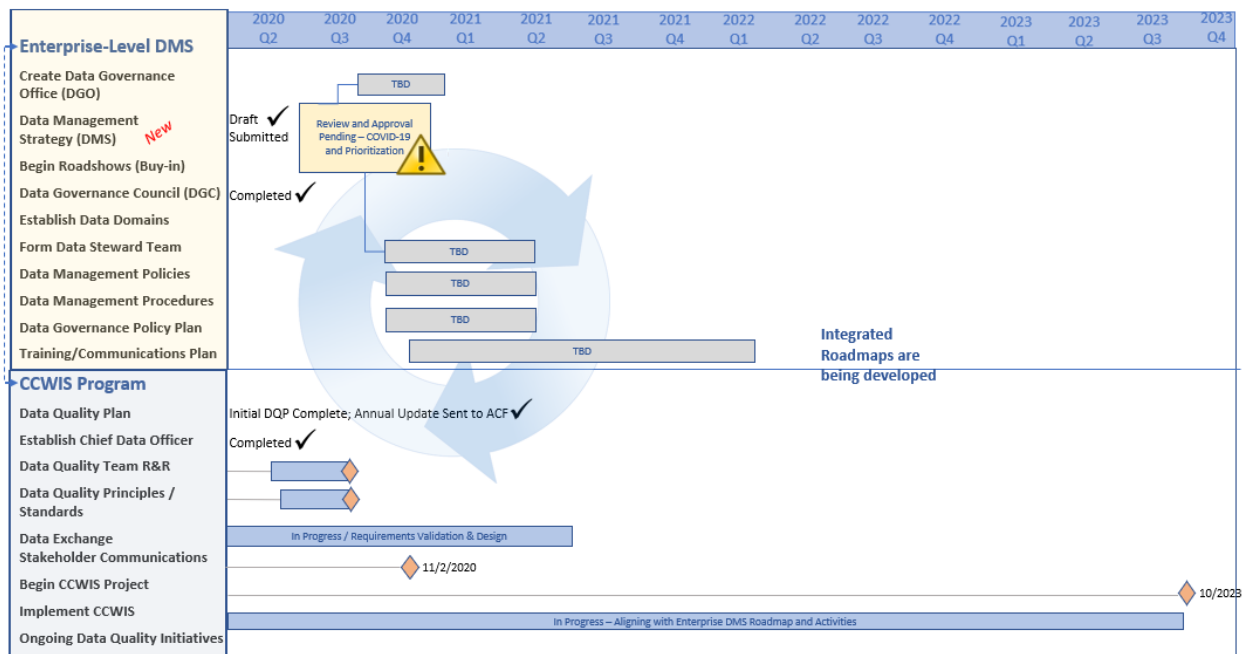 2020 2020 2020 2021 2021 2021 2021 2022 2022 2022 2022 2023 2023 2023 2023
Q2 Q3 Q4 Q1 Q2 Q3 Q4 Q1 Q2 Q3 Q4 Q1 Q2 Q3 Q4
Enterprise-Level DMS
Create Data Governance
Office (DGO)
TBD
Data Management
Strategy (DMS)
New
Draft
Submitted
Review and Approval
Pending – COVID-19
and Prioritization
Begin Roadshows (Buy-in)
Data Governance Council (DGC)
Completed
Establish Data Domains
Form Data Steward Team
TBD
Data Management Policies
TBD
Data Management Procedures
Data Governance Policy Plan
TBD
Training/Communications Plan
TBD
Integrated
Roadmaps are
being developed
CCWIS Program
Data Quality Plan
Initial DQP Complete; Annual Update Sent to ACF
Establish Chief Data Officer
Completed
Data Quality Team R&R
Data Quality Principles /
Standards
Data Exchange
Stakeholder Communications
In Progress / Requirements Validation & Design
Begin CCWIS Project
11/2/2020
Implement CCWIS
10/2023
Ongoing Data Quality Initiatives
In Progress – Aligning with Enterprise DMS Roadmap and Activities